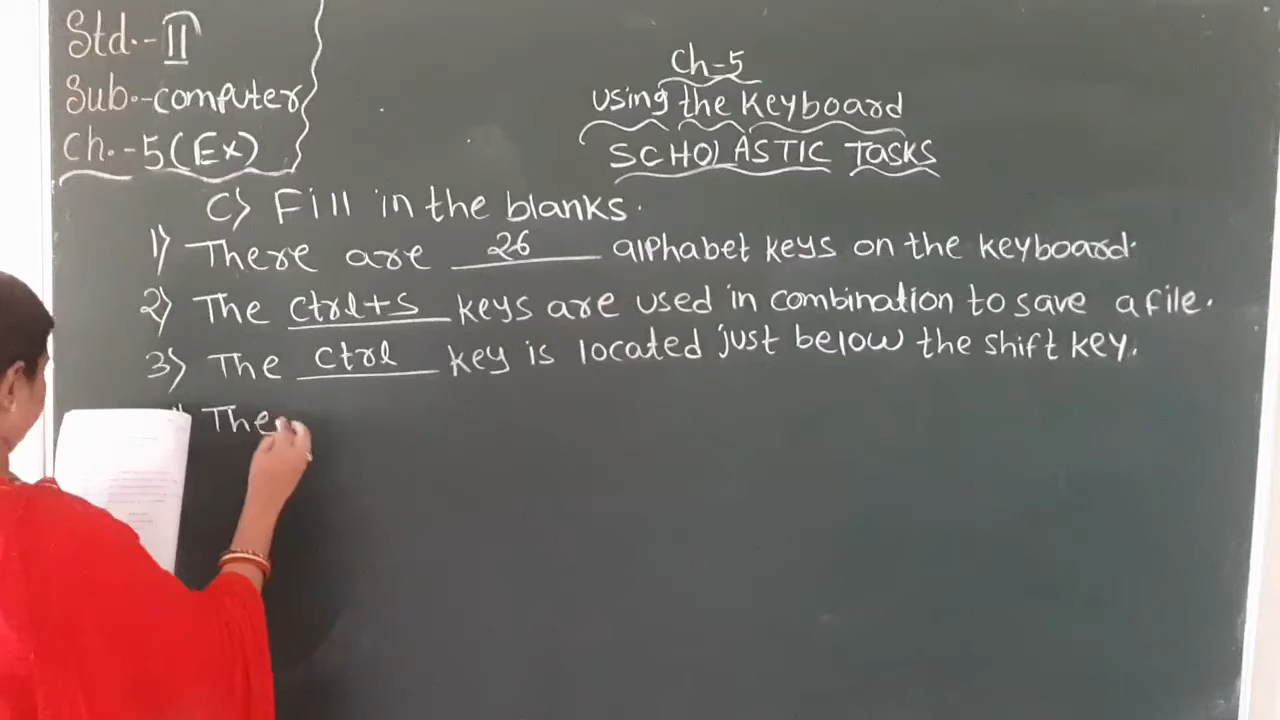 Std.-II
Sub.-computer
Ch.-5(Ex)
Ch-5
using the keyboard
SCHOLASTIC TASKS
C) Fill in the blanks.
1) There are 26 alphabet keys on the keyboard.
2) The Ctrl+S keys are used in combination to save a file.
3) The Ctrl key is located just below the shift key.
The